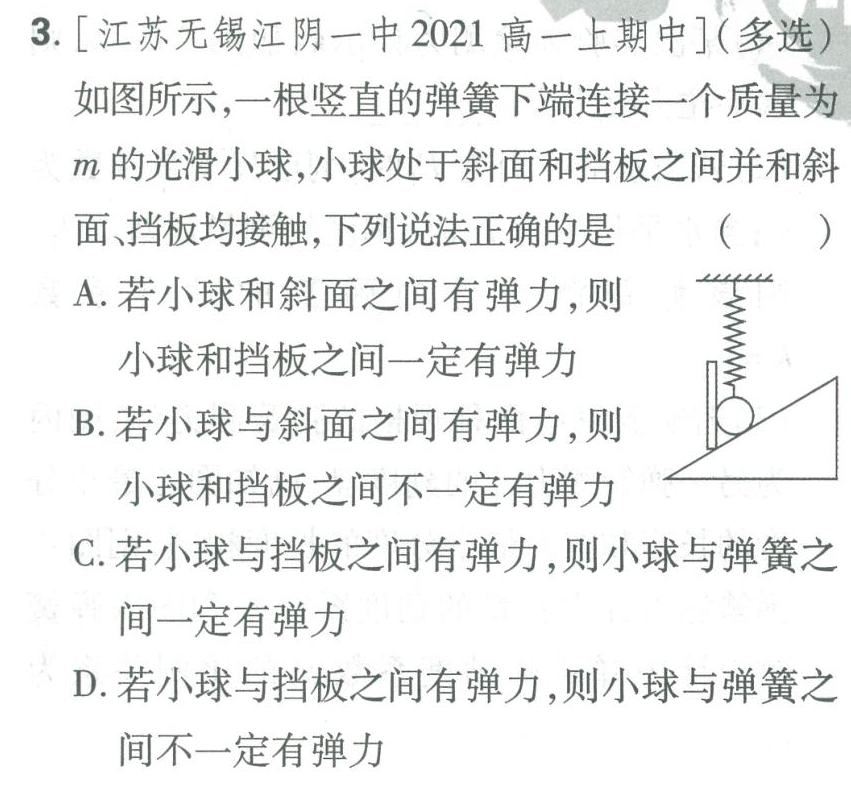 3. [江苏无锡江阴一中 2021 高一上期中](多选)
如图所示,一根竖直的弹簧下端连接一个质量为
m 的光滑小球,小球处于斜面和挡板之间并和斜
面、挡板均接触,下列说法正确的是 ( )
A. 若小球和斜面之间有弹力,则
小球和挡板之间一定有弹力
B. 若小球与斜面之间有弹力,则
小球和挡板之间不一定有弹力
C. 若小球与挡板之间有弹力,则小球与弹簧之
间一定有弹力
D. 若小球与挡板之间有弹力,则小球与弹簧之
间不一定有弹力